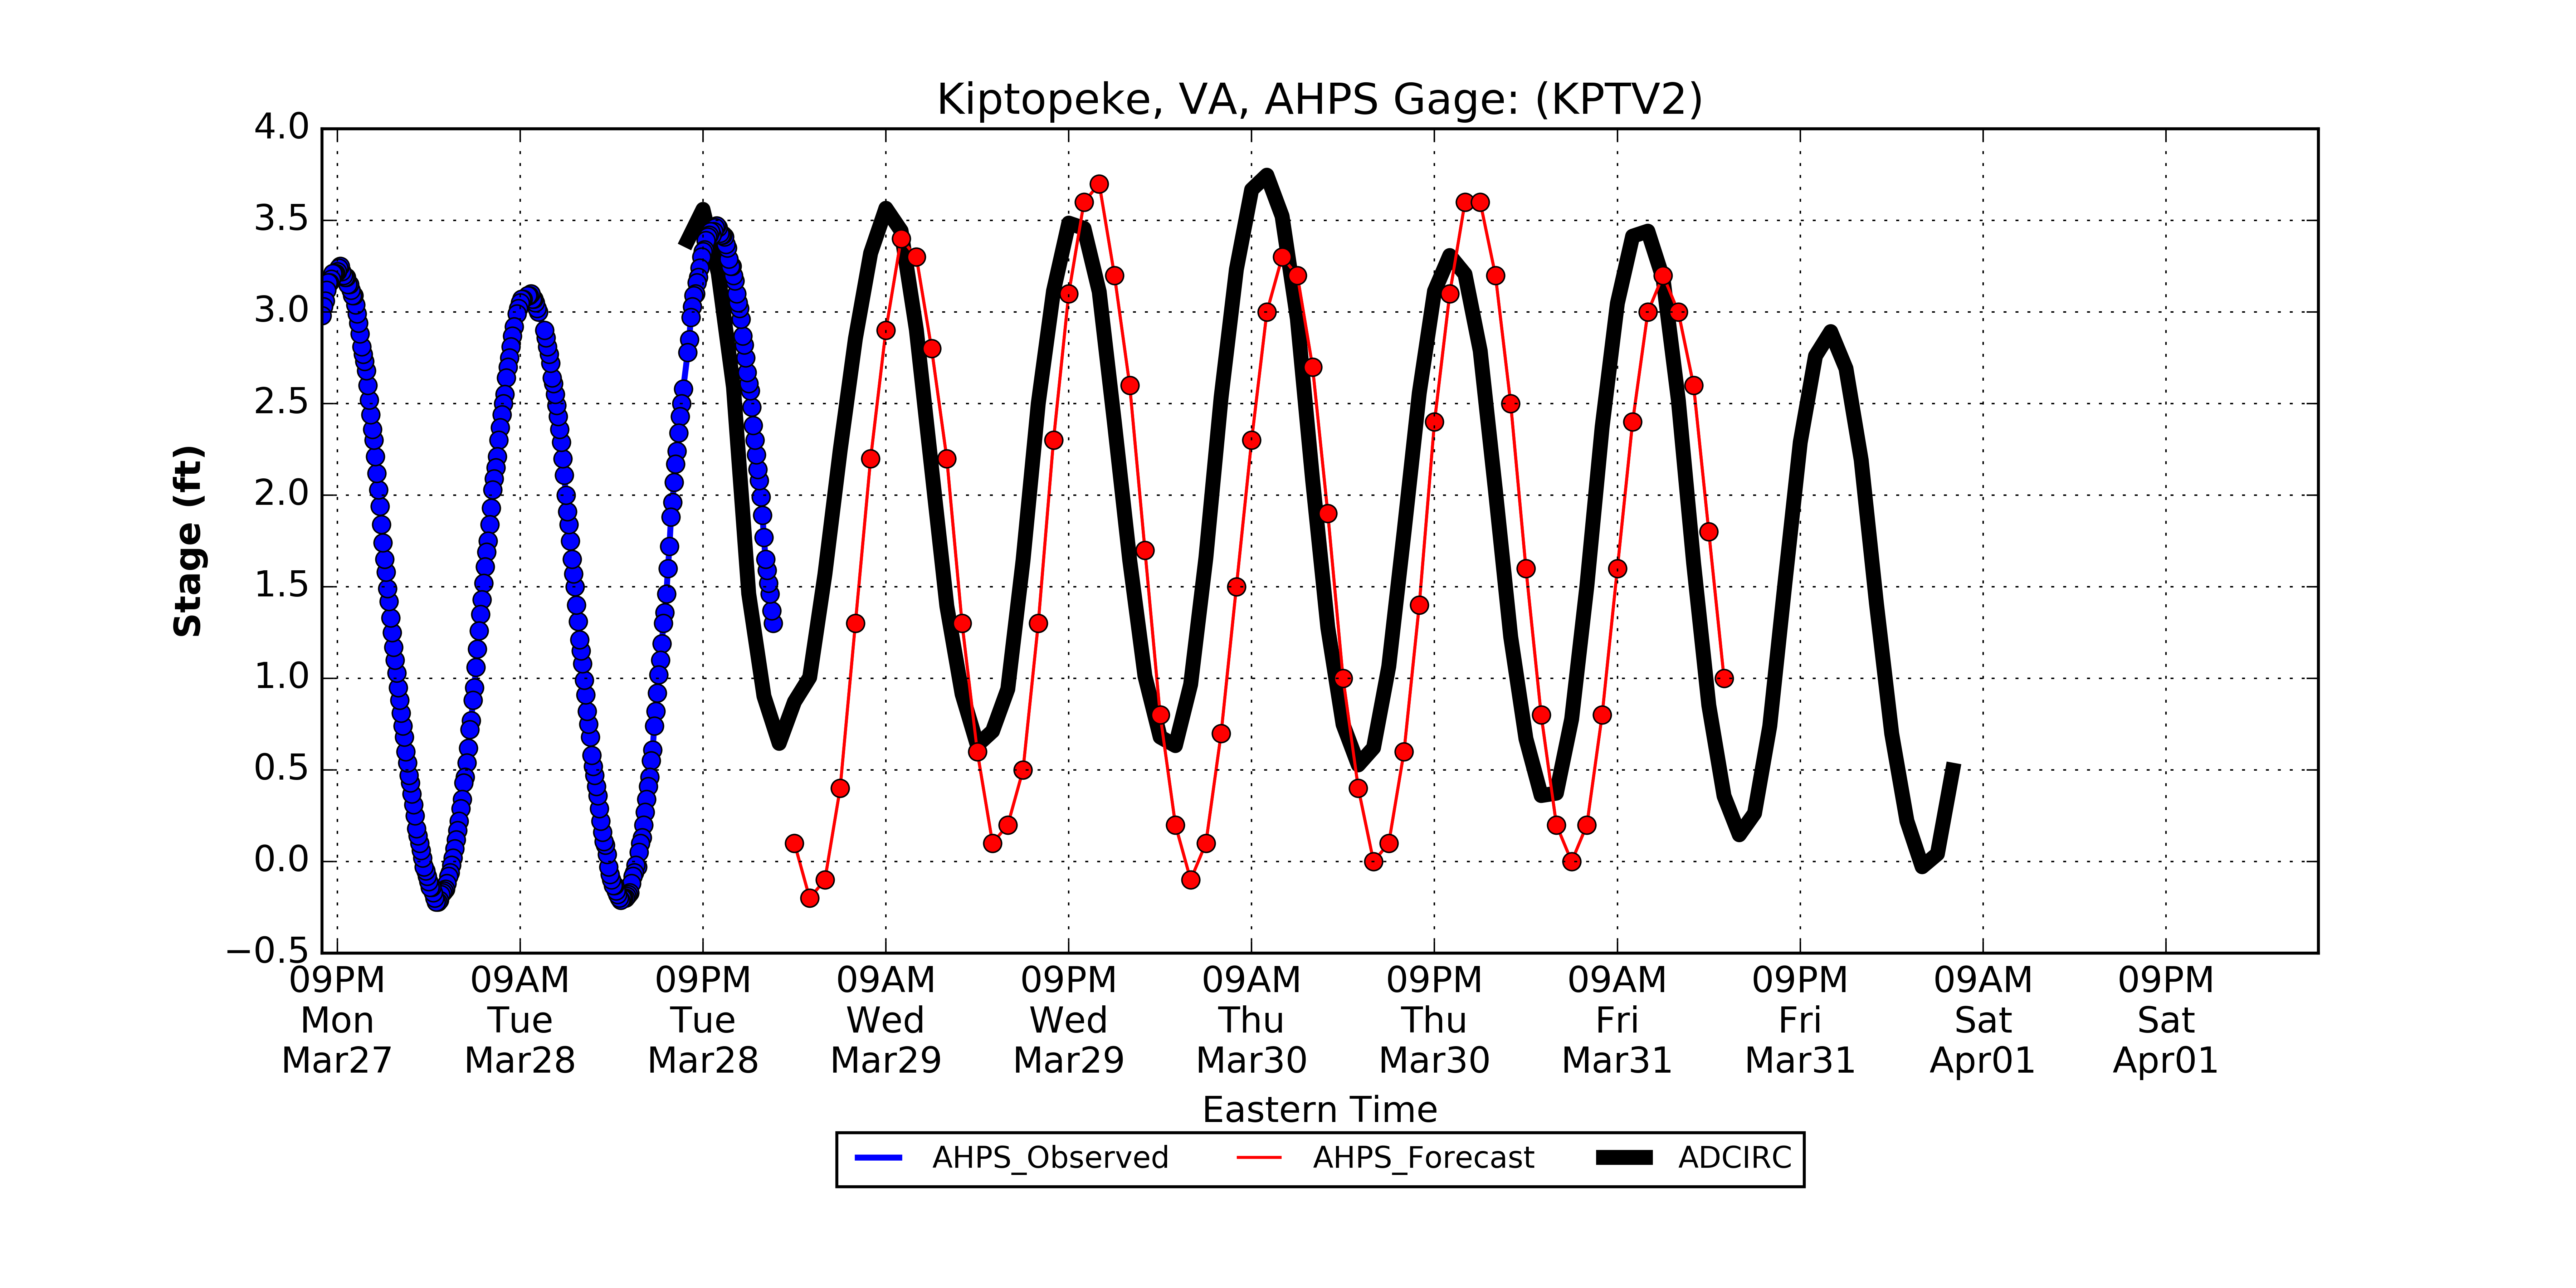 Kiptopeke, VA, AHPS Gage: (KPTV2)
4.0
3.5
3.0
2.5
2.0
1.5
1.0
0.5
0.0
−0.5
Stage (ft)
09PM 09AM 09PM 09AM 09PM 09AM 09PM 09AM 09PM 09AM 09PM
Mon Tue Tue Wed Wed Thu Thu Fri Fri Sat Sat
Mar27 Mar28 Mar28 Mar29 Mar29 Mar30 Mar30 Mar31 Mar31 Apr01 Apr01
Eastern Time
AHPS_Observed AHPS_Forecast ADCIRC